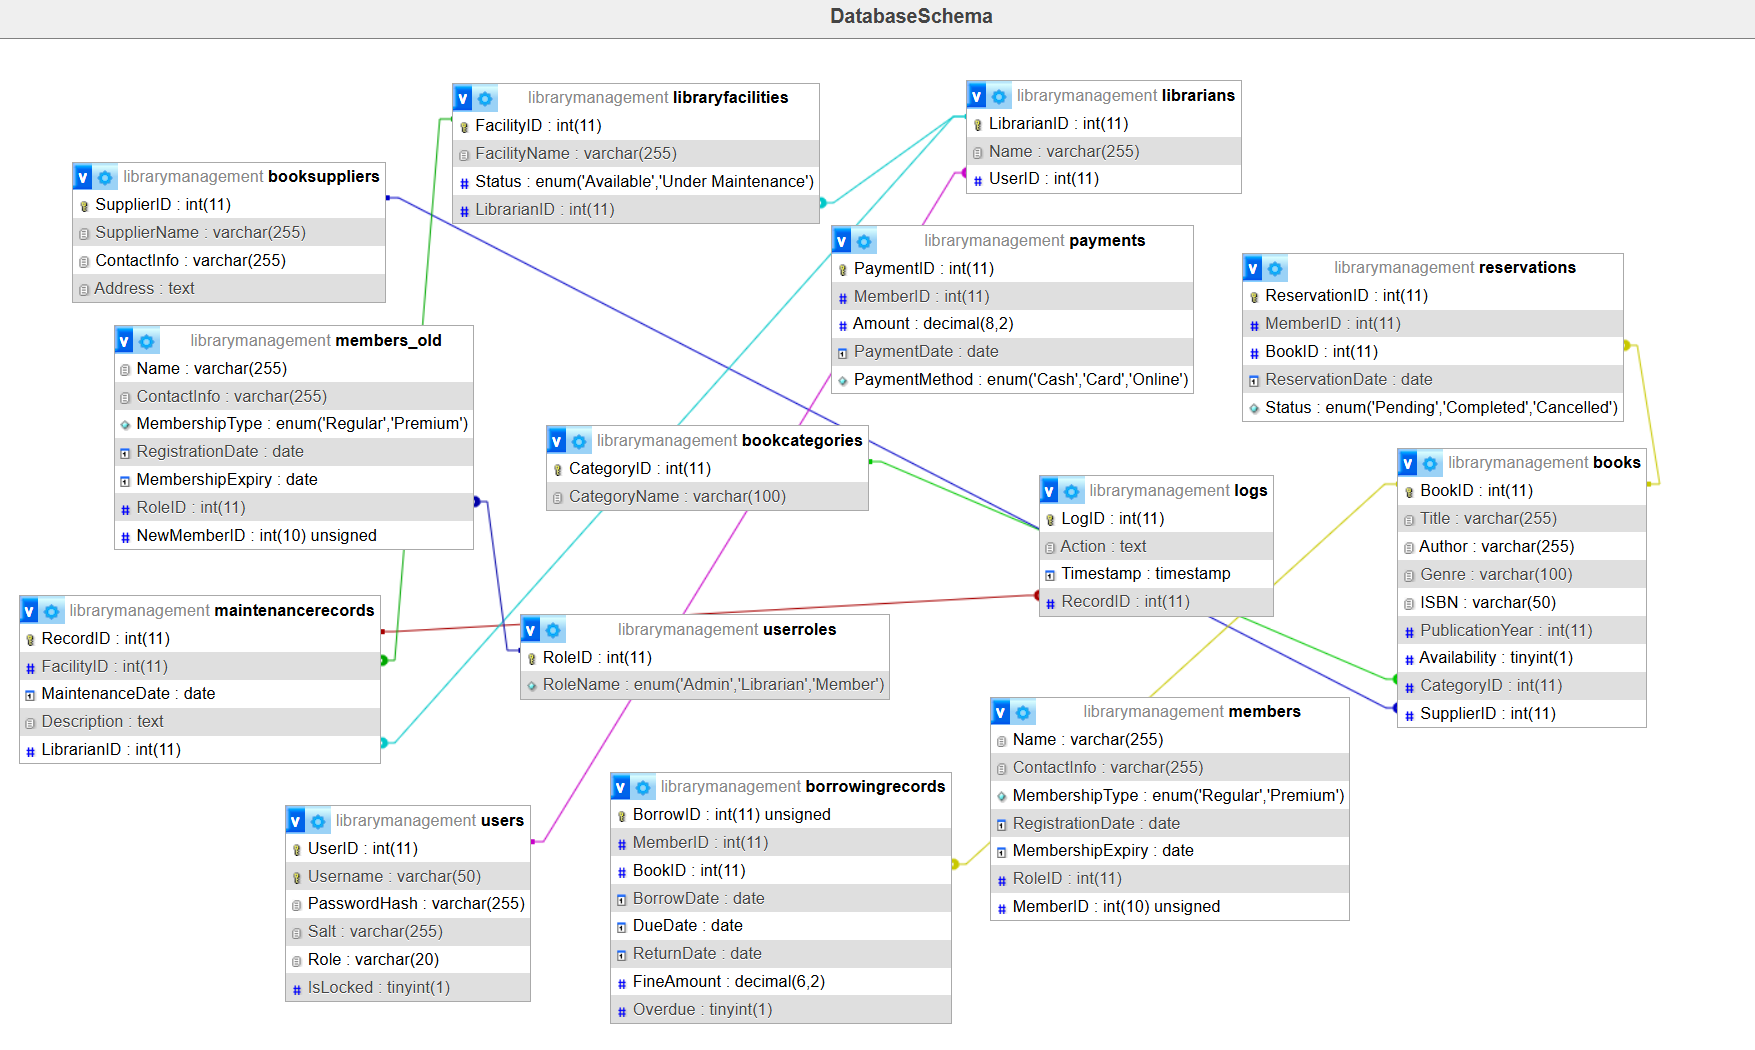 DatabaseSchema
librarymanagement libraryfacilities
FacilityID : int(11)
FacilityName : varchar(255)
Status : enum('Available','Under Maintenance')
LibrarianID : int(11)
librarymanagement librarians
LibrarianID : int(11)
Name : varchar(255)
UserID : int(11)
librarymanagement booksuppliers
SupplierID : int(11)
SupplierName : varchar(255)
ContactInfo : varchar(255)
Address : text
librarymanagement payments
PaymentID : int(11)
MemberID : int(11)
Amount : decimal(8,2)
PaymentDate : date
PaymentMethod : enum('Cash','Card','Online')
librarymanagement reservations
ReservationID : int(11)
MemberID : int(11)
BookID : int(11)
ReservationDate : date
Status : enum('Pending','Completed','Cancelled')
librarymanagement members_old
Name : varchar(255)
ContactInfo : varchar(255)
MembershipType : enum('Regular','Premium')
RegistrationDate : date
MembershipExpiry : date
RoleID : int(11)
NewMemberID : int(10) unsigned
librarymanagement bookcategories
CategoryID : int(11)
CategoryName : varchar(100)
librarymanagement logs
LogID : int(11)
Action : text
Timestamp : timestamp
RecordID : int(11)
librarymanagement books
BookID : int(11)
Title : varchar(255)
Author : varchar(255)
Genre : varchar(100)
ISBN : varchar(50)
PublicationYear : int(11)
Availability : tinyint(1)
CategoryID : int(11)
SupplierID : int(11)
librarymanagement maintenancerecords
RecordID : int(11)
FacilityID : int(11)
MaintenanceDate : date
Description : text
LibrarianID : int(11)
librarymanagement userroles
RoleID : int(11)
RoleName : enum('Admin','Librarian','Member')
librarymanagement members
Name : varchar(255)
ContactInfo : varchar(255)
MembershipType : enum('Regular','Premium')
RegistrationDate : date
MembershipExpiry : date
RoleID : int(11)
MemberID : int(10) unsigned
librarymanagement borrowingrecords
BorrowID : int(11) unsigned
MemberID : int(11)
BookID : int(11)
BorrowDate : date
DueDate : date
ReturnDate : date
FineAmount : decimal(6,2)
Overdue : tinyint(1)
librarymanagement users
UserID : int(11)
Username : varchar(50)
PasswordHash : varchar(255)
Salt : varchar(255)
Role : varchar(20)
IsLocked : tinyint(1)